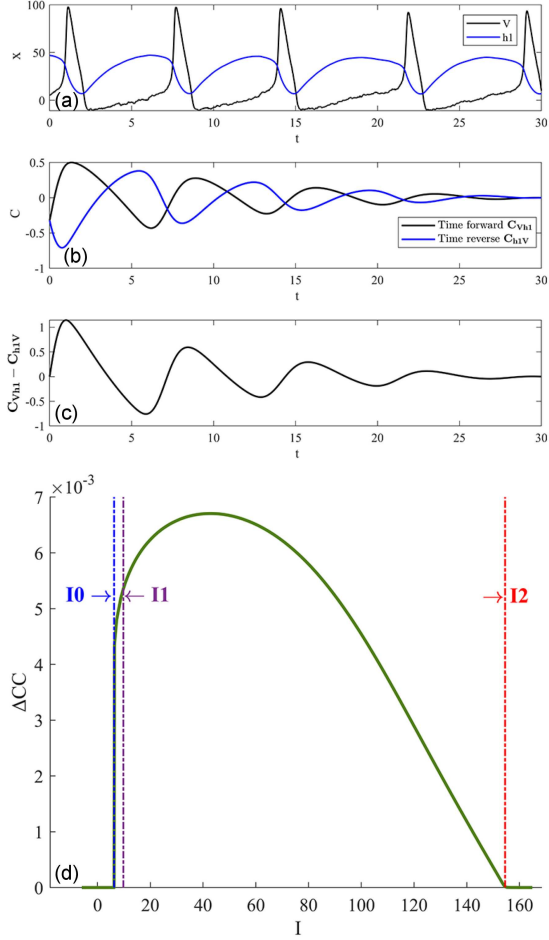 100
50
0
X
V
h1
(a)
0 5 10 15 20 25 30
t
0.5
0
-0.5
-1
C
Time forward C_Vh1
Time reverse C_h1V
(b)
0 5 10 15 20 25 30
t
1
0.5
0
-0.5
-1
C_Vh1 − C_h1V
(c)
0 5 10 15 20 25 30
t
×10^-3
7
6
5
4
3
2
1
0
ΔCC
I0 → ← I1 → I2
(d)
0 20 40 60 80 100 120 140 160
I